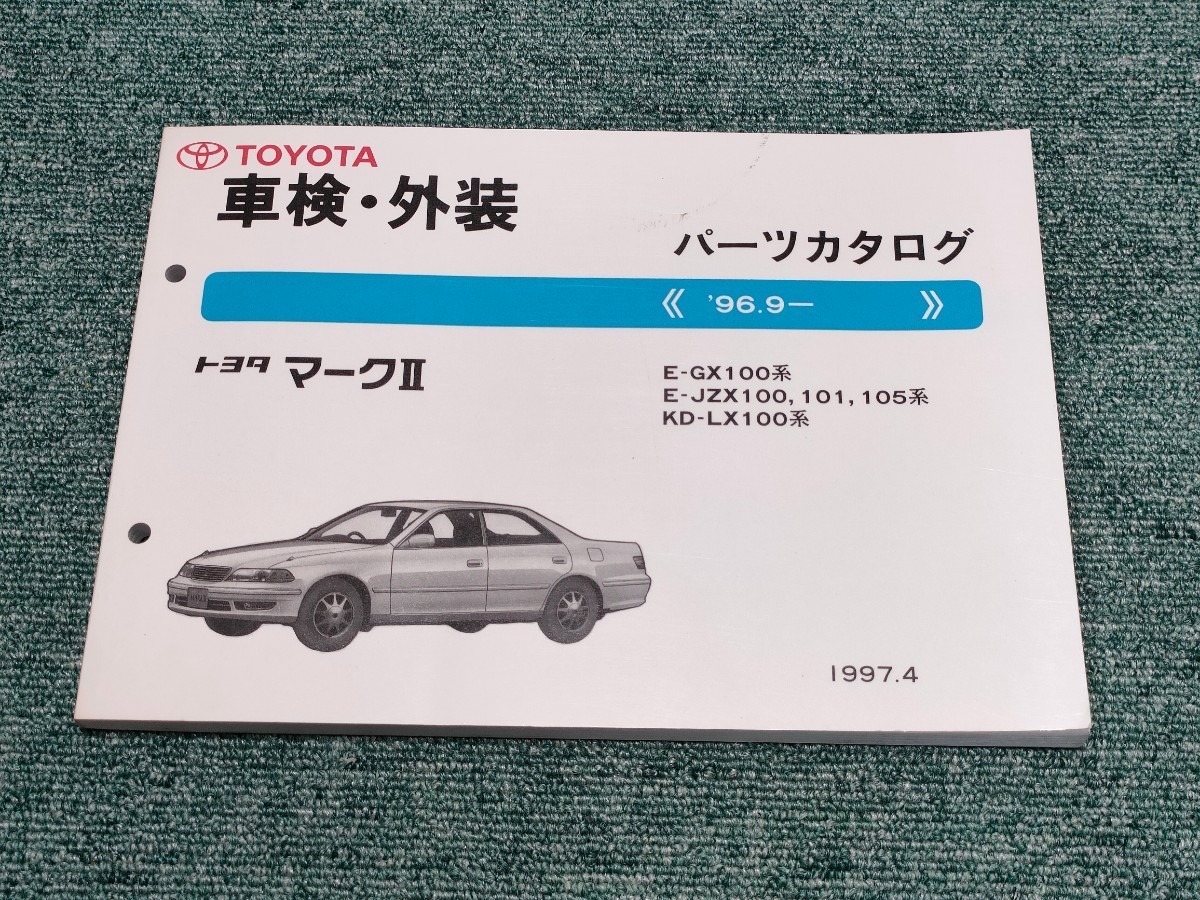 TOYOTA
車検・外装
パーツカタログ
《 '96.9ー 》
トヨタ マークII
E-GX100系
E-JZX100, 101, 105系
KD-LX100系
1997.4